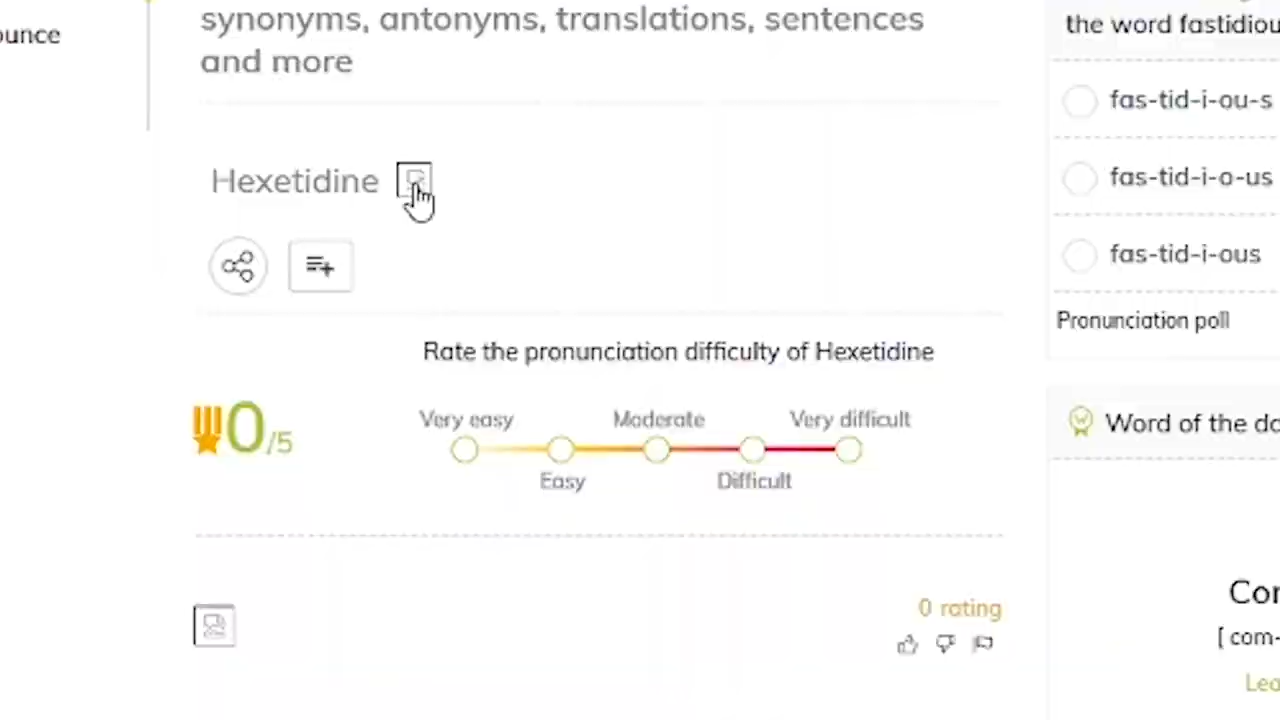 ounce
synonyms, antonyms, translations, sentences
and more
Hexetidine
Rate the pronunciation difficulty of Hexetidine
0/5
Very easy
Moderate
Very difficult
Easy
Difficult
0 rating
the word fastidiou
fas-tid-i-ou-s
fas-tid-i-o-us
fas-tid-i-ous
Pronunciation poll
Word of the da
Con
[ com-
Lea